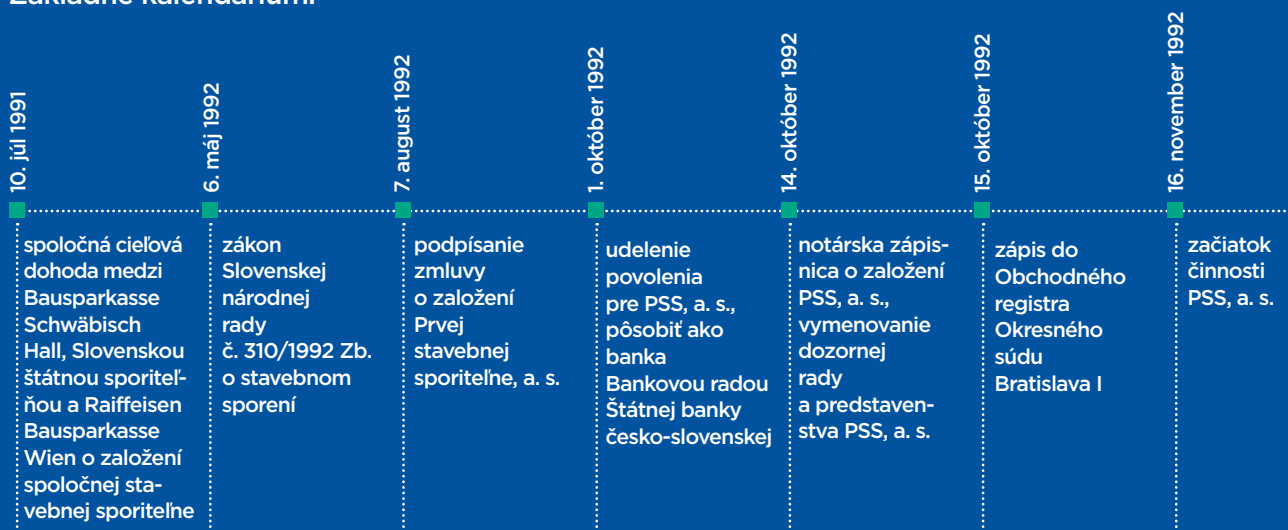 10. júl 1991
spoločná cieľová
dohoda medzi
Bausparkasse
Schwäbisch
Hall, Slovenskou
štátnou sporiteľ-
ňou a Raiffeisen
Bausparkasse
Wien o založení
spoločnej sta-
vebnej sporiteľne
6. máj 1992
zákon
Slovenskej
národnej
rady
č. 310/1992 Zb.
o stavebnom
sporení
7. august 1992
podpísanie
zmluvy
o založení
Prvej
stavebnej
sporiteľne, a. s.
1. október 1992
udelenie
povolenia
pre PSS, a. s.,
pôsobiť ako
banka
Bankovou radou
Štátnej banky
česko-slovenskej
14. október 1992
notárska zápis-
nica o založení
PSS, a. s.,
vymenovanie
dozornej
rady
a predstaven-
stva PSS, a. s.
15. október 1992
zápis do
Obchodného
registra
Okresného
súdu
Bratislava I
16. november 1992
začiatok
činnosti
PSS, a. s.